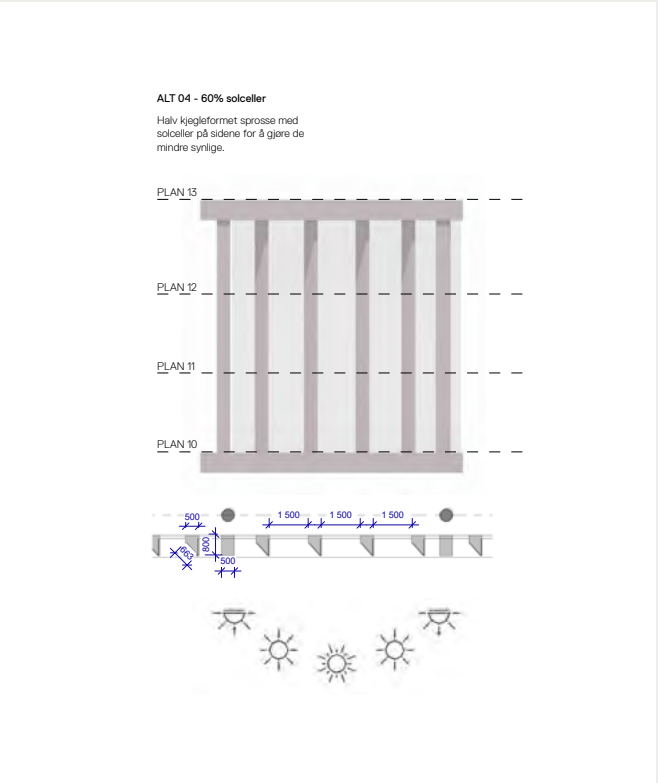 ALT 04 - 60% solceller
Halv kjegleformet sprosse med
solceller på sidene for å gjøre de
mindre synlige.
PLAN 13
PLAN 12
PLAN 11
PLAN 10
500
1 500
1 500
1 500
800
663
500